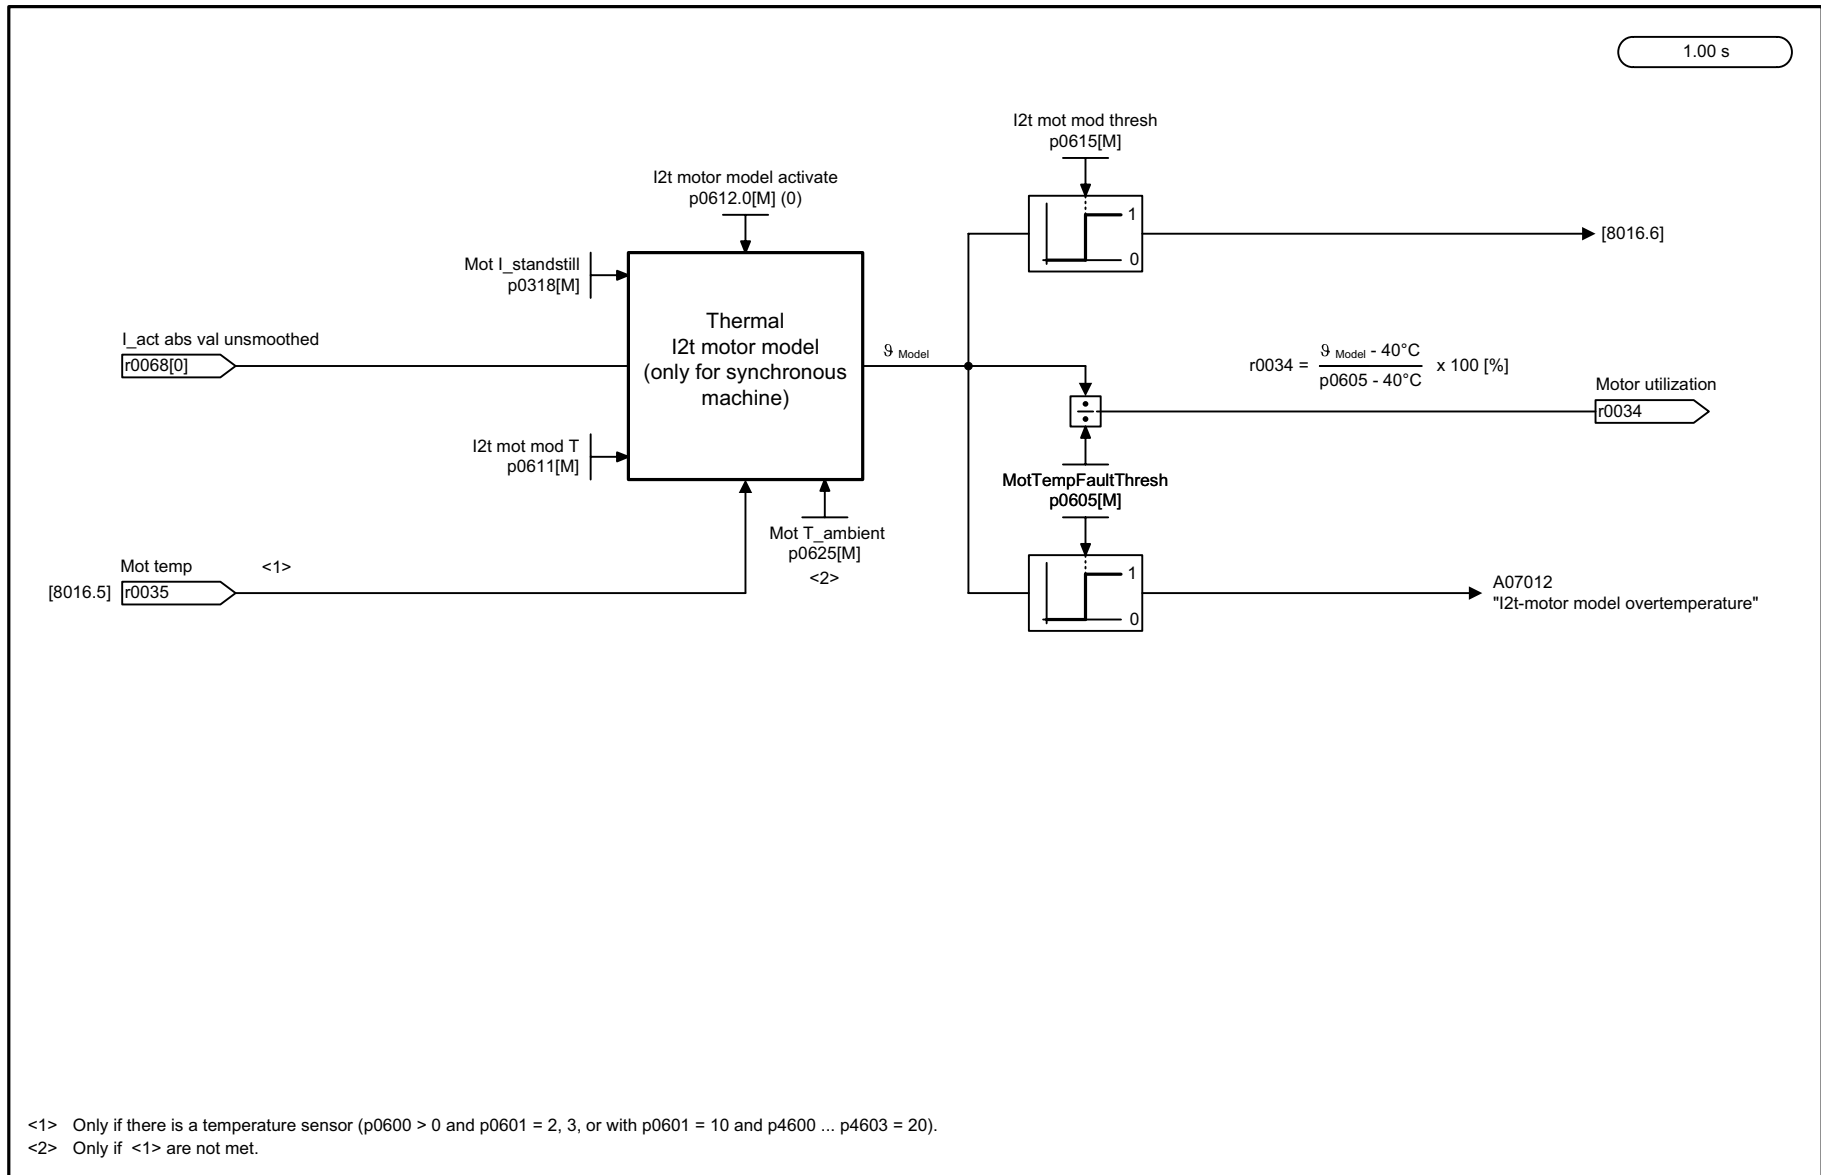 1.00 s
I2t mot mod thresh
p0615[M]
I2t motor model activate
p0612.0[M] (0)
1
0
[8016.6]
Mot I_standstill
p0318[M]
Thermal
I2t motor model
(only for synchronous
machine)
I_act abs val unsmoothed
r0068[0]
ϑ Model
r0034 = ϑ Model - 40°C x 100 [%]
p0605 - 40°C
Motor utilization
r0034
I2t mot mod T
p0611[M]
MotTempFaultThresh
p0605[M]
Mot T_ambient
p0625[M]
<2>
Mot temp <1>
[8016.5] r0035
1
0
A07012
"I2t-motor model overtemperature"
<1> Only if there is a temperature sensor (p0600 > 0 and p0601 = 2, 3, or with p0601 = 10 and p4600 ... p4603 = 20).
<2> Only if <1> are not met.